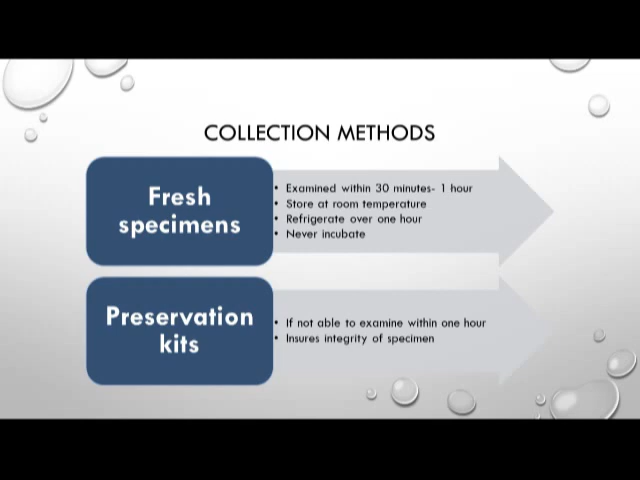 COLLECTION METHODS
Fresh
specimens
• Examined within 30 minutes- 1 hour
• Store at room temperature
• Refrigerate over one hour
• Never incubate
Preservation
kits
• If not able to examine within one hour
• Insures integrity of specimen